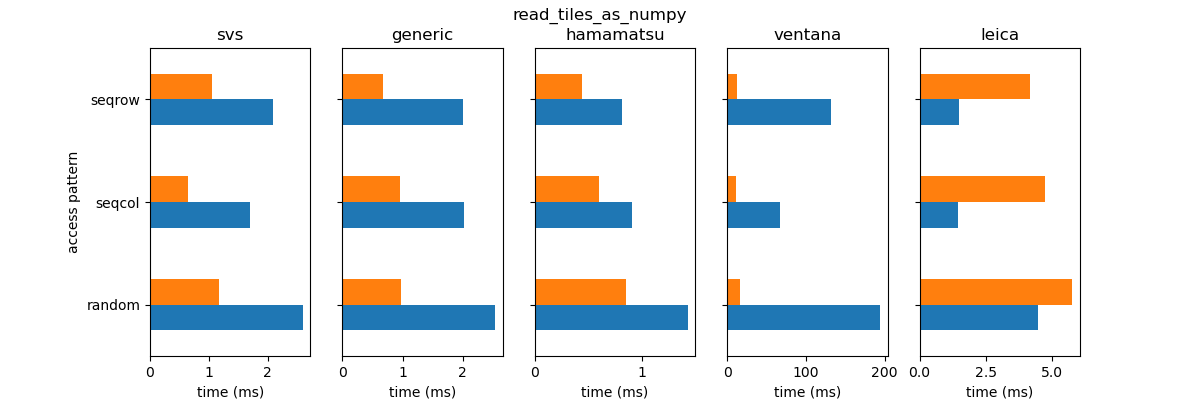 read_tiles_as_numpy
svs
generic
hamamatsu
ventana
leica
access pattern
seqrow
seqcol
random
0 1 2
0 1 2
0 1
0 100 200
0.0 2.5 5.0
time (ms)
time (ms)
time (ms)
time (ms)
time (ms)